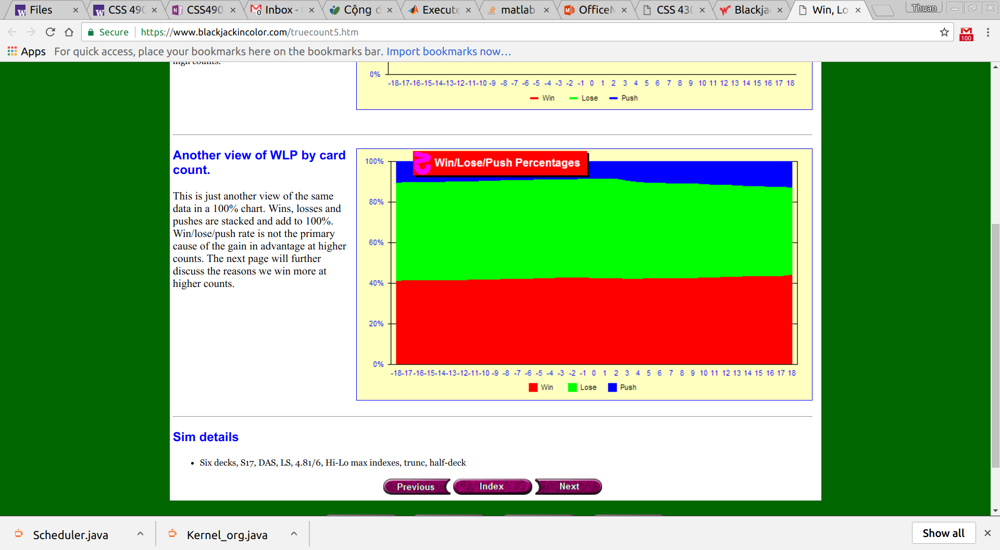 Files
CSS 490
CSS490
Inbox -
Cộng đ
Execute
matlab
OfficeM
CSS 430
Blackja
Win, Lo
Thuan
Secure
https://www.blackjackincolor.com/truecount5.htm
100
Apps
For quick access, place your bookmarks here on the bookmarks bar. Import bookmarks now...
high counts.
0%
-18 -17 -16 -15 -14 -13 -12 -11 -10 -9 -8 -7 -6 -5 -4 -3 -2 -1 0 1 2 3 4 5 6 7 8 9 10 11 12 13 14 15 16 17 18
Win Lose Push
Another view of WLP by card
count.
This is just another view of the same
data in a 100% chart. Wins, losses and
pushes are stacked and add to 100%.
Win/lose/push rate is not the primary
cause of the gain in advantage at higher
counts. The next page will further
discuss the reasons we win more at
higher counts.
Win/Lose/Push Percentages
100%
80%
60%
40%
20%
0%
-18 -17 -16 -15 -14 -13 -12 -11 -10 -9 -8 -7 -6 -5 -4 -3 -2 -1 0 1 2 3 4 5 6 7 8 9 10 11 12 13 14 15 16 17 18
Win Lose Push
Sim details
• Six decks, S17, DAS, LS, 4.81/6, Hi-Lo max indexes, trunc, half-deck
Previous
Index
Next
Scheduler.java
Kernel_org.java
Show all